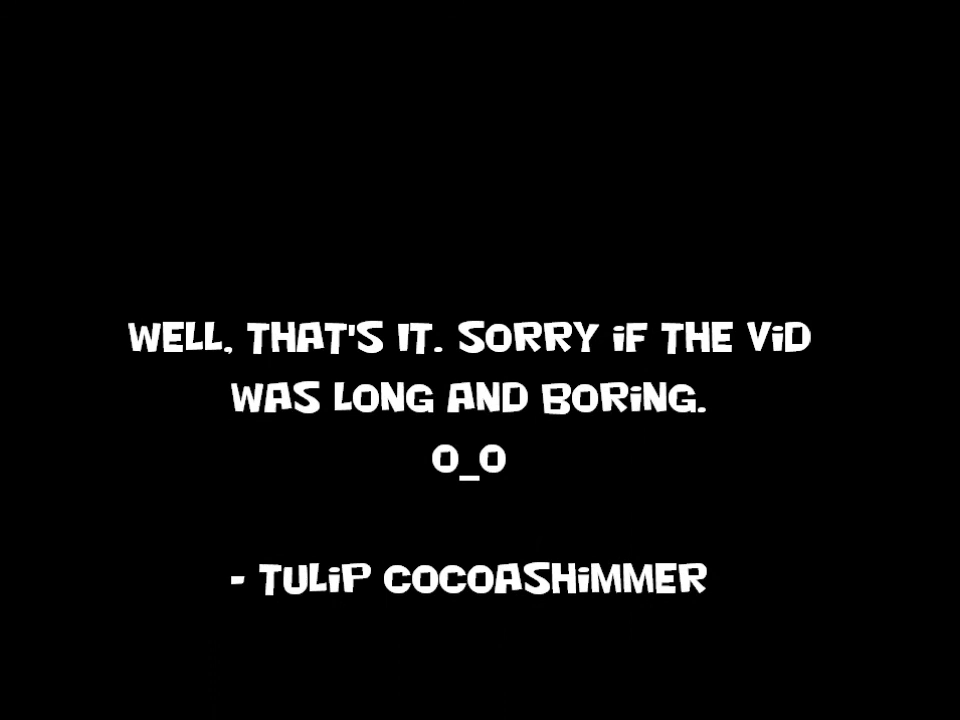 WELL, THAT'S IT. SORRY iF THE ViD
WAS LONG AND BORiNG.
O_O
- TULiP COCOASHiMMER